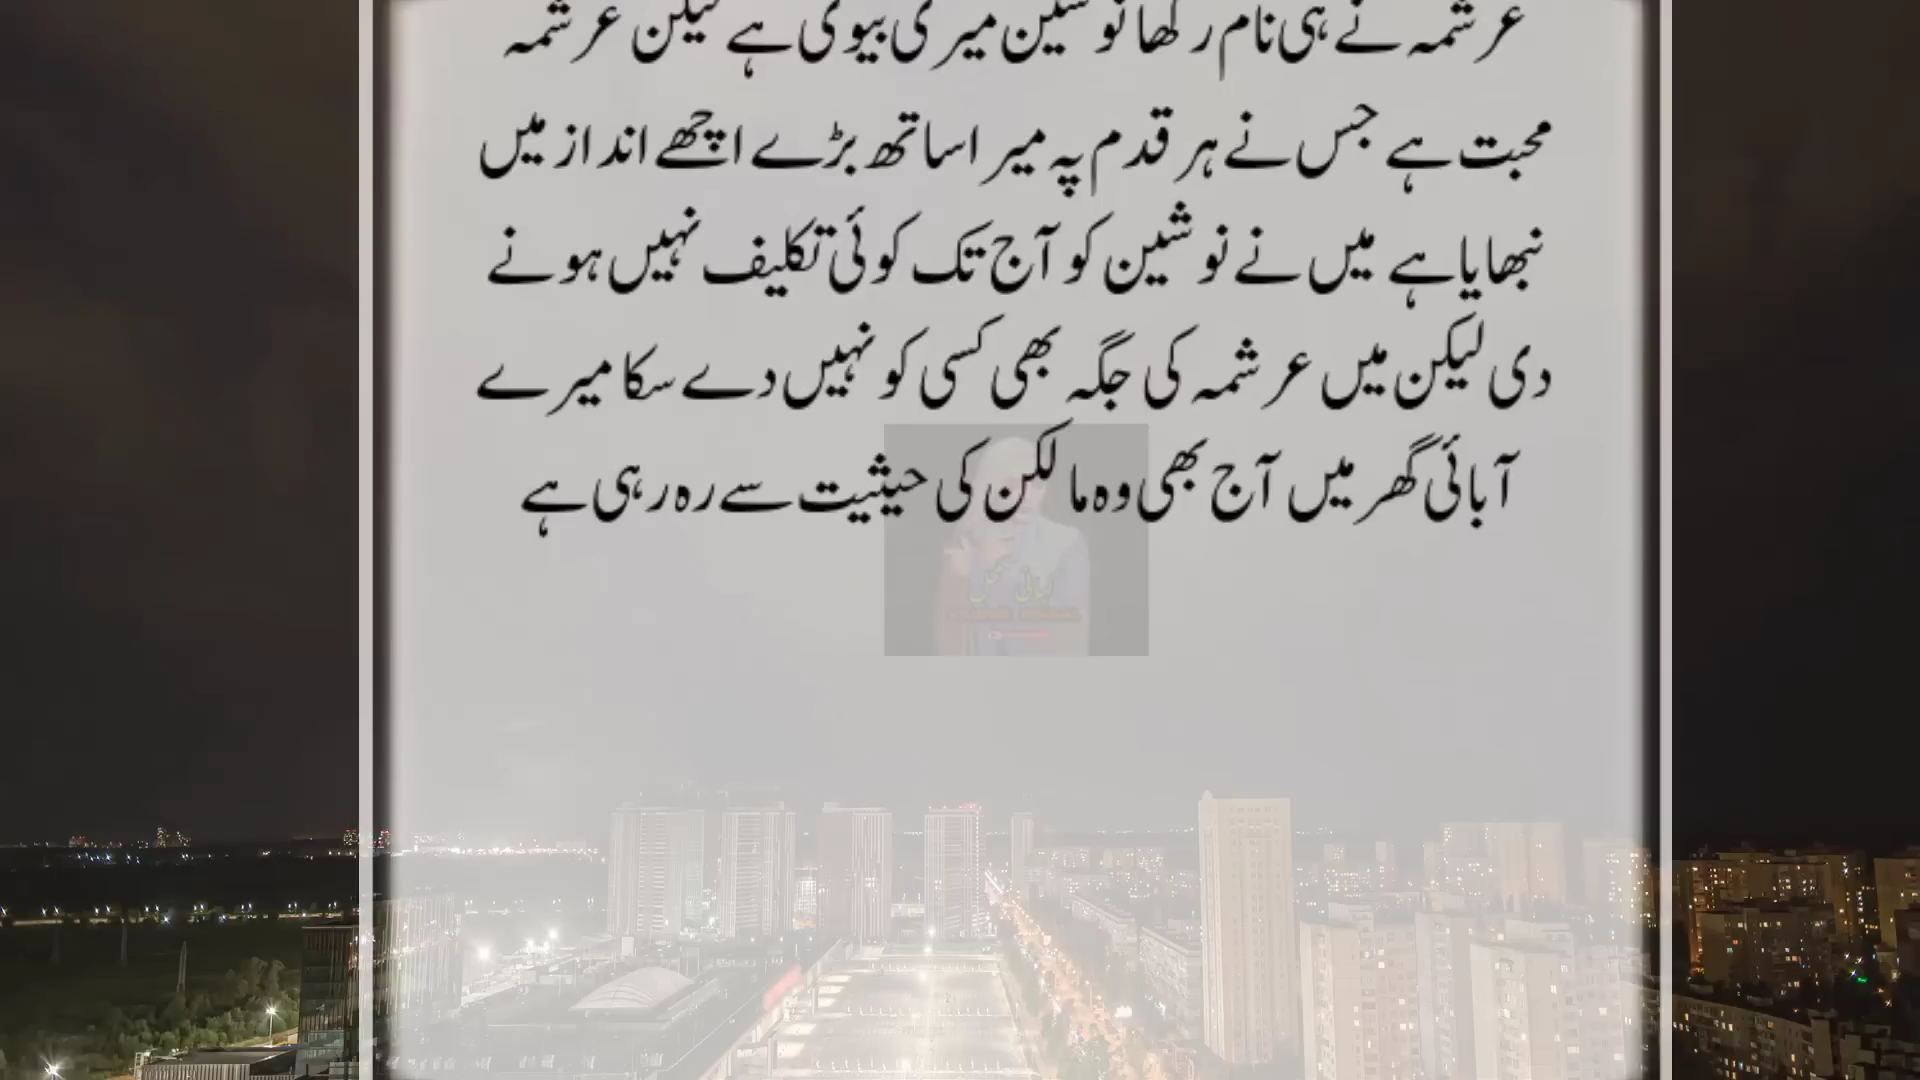 عرشمہ نے ہی نام رکھا نوشین میری بیوی ہے لیکن عرشمہ
محبت ہے جس نے ہر قدم پہ میرا ساتھ بڑے اچھے انداز میں
نبھایا ہے میں نے نوشین کو آج تک کوئی تکلیف نہیں ہونے
دی لیکن میں عرشمہ کی جگہ بھی کسی کو نہیں دے سکا میرے
آبائی گھر میں آج بھی وہ مالکن کی حیثیت سے رہ رہی ہے